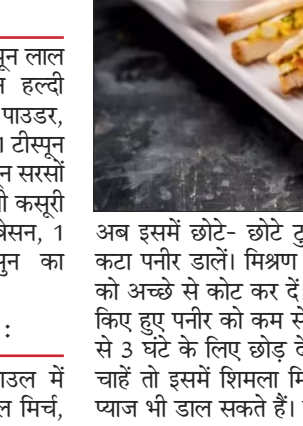 लाल
हल्दी
पाउडर,
1 टीस्पून
सरसों
कसूरी
बेसन, 1
का
:
में
मिर्च,
अब इसमें छोटे- छोटे
कटा पनीर डालें। मिश्रण
को अच्छे से कोट कर दें
किए हुए पनीर को कम से
से 3 घंटे के लिए छोड़
चाहें तो इसमें शिमला
प्याज भी डाल सकते हैं।